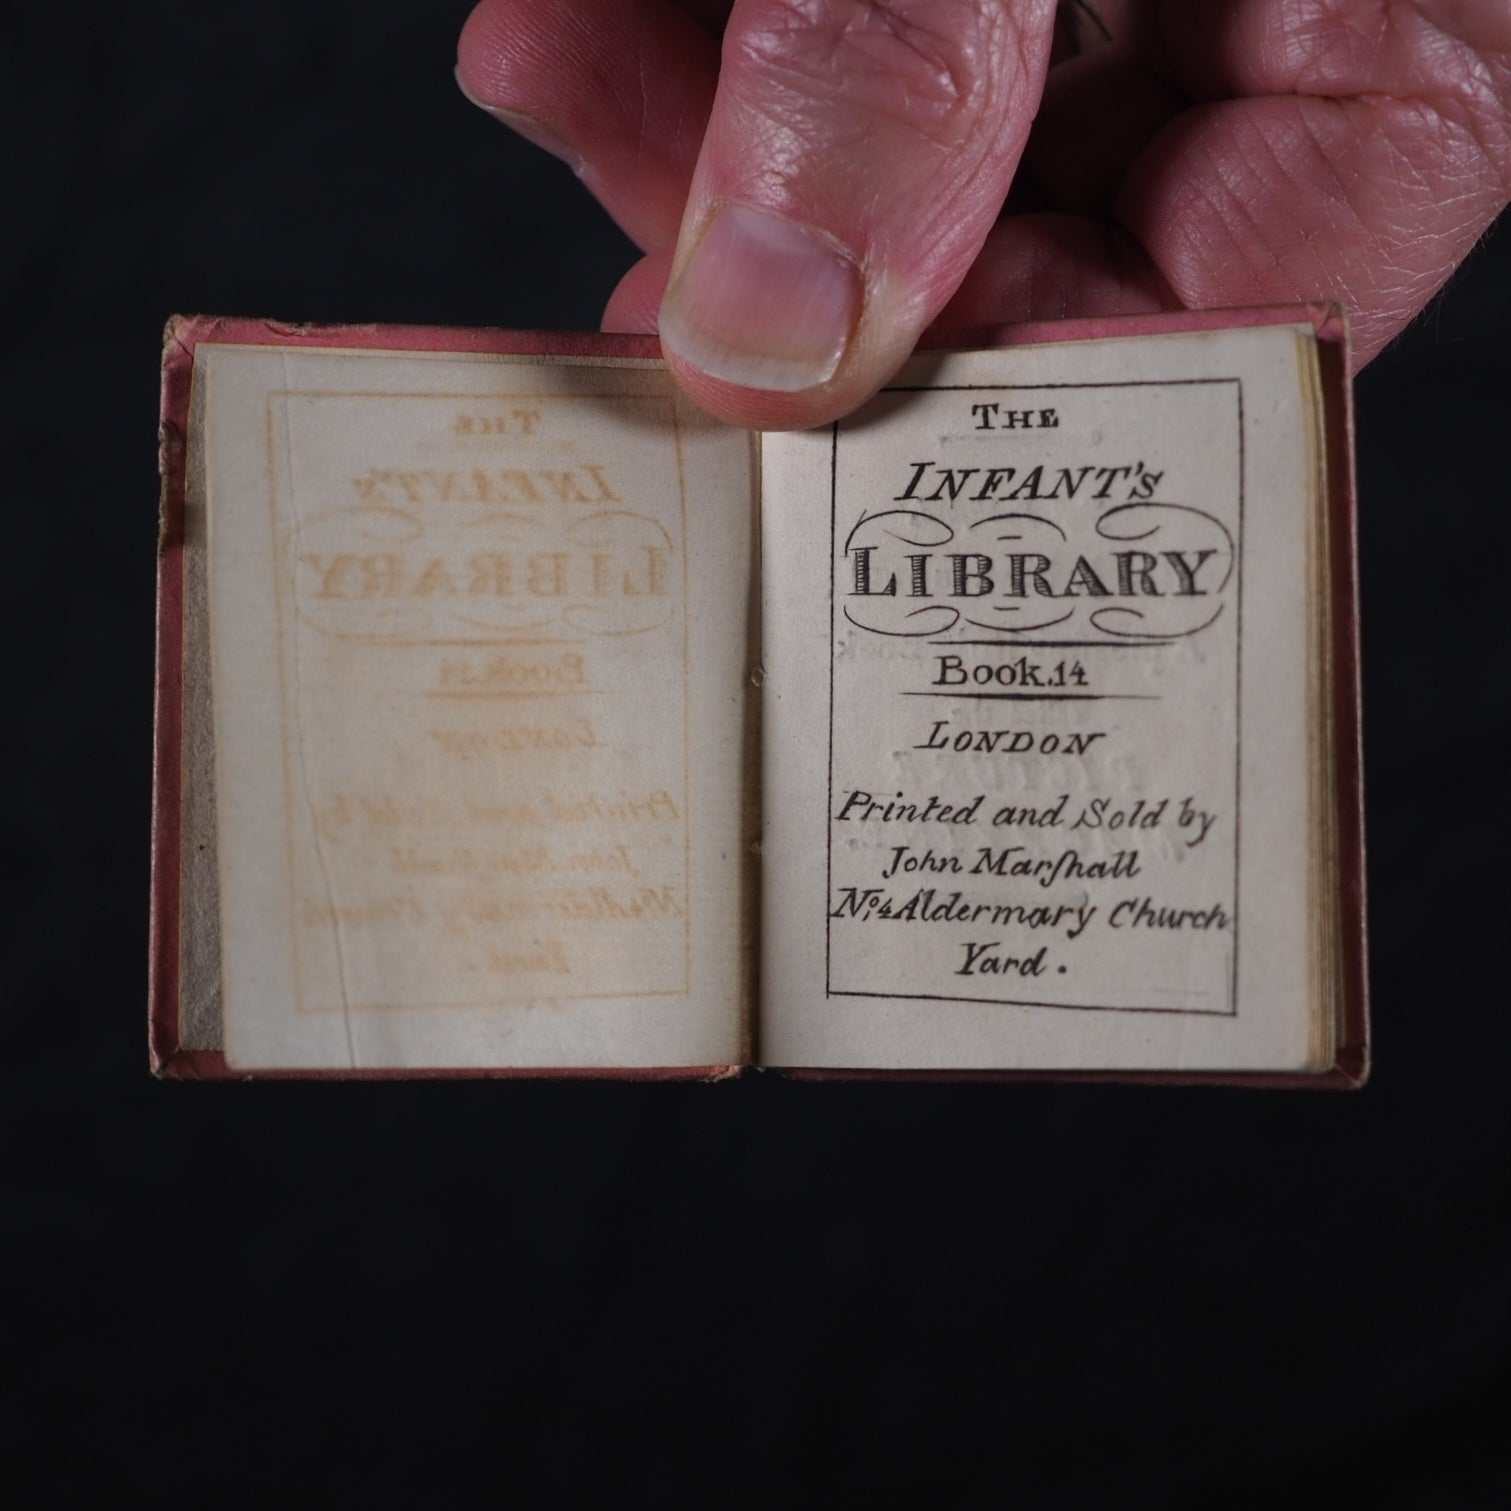 THE
INFANT's
LIBRARY
Book.14
LONDON
Printed and Sold by
John Marſhall
No. 4 Aldermary Church
Yard.